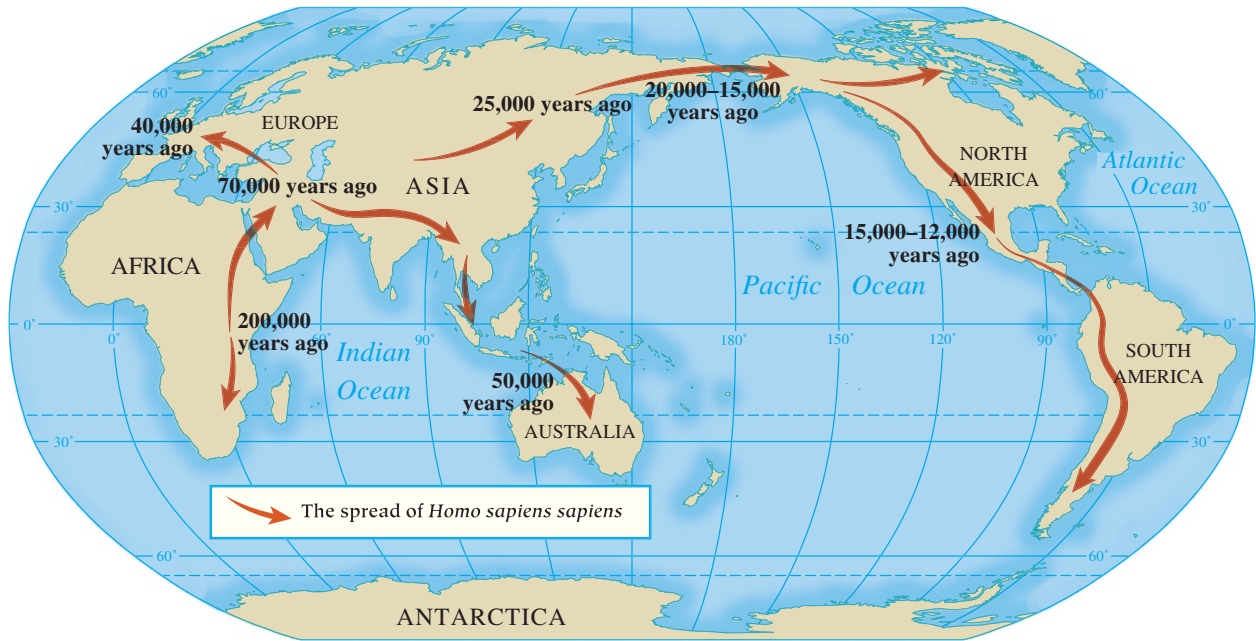 60°
60°
20,000–15,000
years ago
25,000 years ago
40,000
years ago
EUROPE
70,000 years ago
ASIA
NORTH
AMERICA
Atlantic
Ocean
30°
30°
15,000–12,000
years ago
AFRICA
Pacific Ocean
200,000
years ago
0°
0°
60°
90°
180°
120°
90°
0°
Indian
Ocean
SOUTH
AMERICA
50,000
years ago
AUSTRALIA
30°
30°
The spread of Homo sapiens sapiens
60°
60°
ANTARCTICA